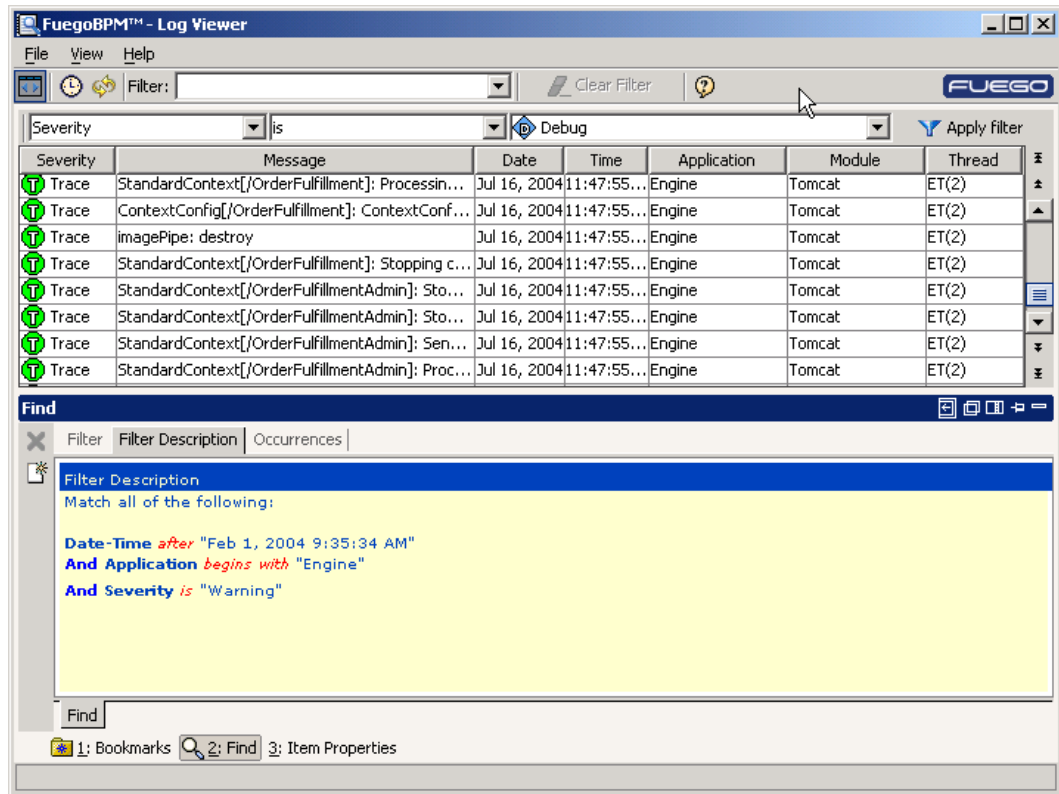 FuegoBPM™ - Log Viewer
File View Help
Filter: Clear Filter FUEGO
Severity is Debug Apply filter
Severity Message Date Time Application Module Thread
Trace StandardContext[/OrderFulfillment]: Processin... Jul 16, 2004 11:47:55... Engine Tomcat ET(2)
Trace ContextConfig[/OrderFulfillment]: ContextConf... Jul 16, 2004 11:47:55... Engine Tomcat ET(2)
Trace imagePipe: destroy Jul 16, 2004 11:47:55... Engine Tomcat ET(2)
Trace StandardContext[/OrderFulfillment]: Stopping c... Jul 16, 2004 11:47:55... Engine Tomcat ET(2)
Trace StandardContext[/OrderFulfillmentAdmin]: Sto... Jul 16, 2004 11:47:55... Engine Tomcat ET(2)
Trace StandardContext[/OrderFulfillmentAdmin]: Sto... Jul 16, 2004 11:47:55... Engine Tomcat ET(2)
Trace StandardContext[/OrderFulfillmentAdmin]: Sen... Jul 16, 2004 11:47:55... Engine Tomcat ET(2)
Trace StandardContext[/OrderFulfillmentAdmin]: Proc... Jul 16, 2004 11:47:55... Engine Tomcat ET(2)
Find
Filter Filter Description Occurrences
Filter Description
Match all of the following:
Date-Time after "Feb 1, 2004 9:35:34 AM"
And Application begins with "Engine"
And Severity is "Warning"
Find
1: Bookmarks 2: Find 3: Item Properties